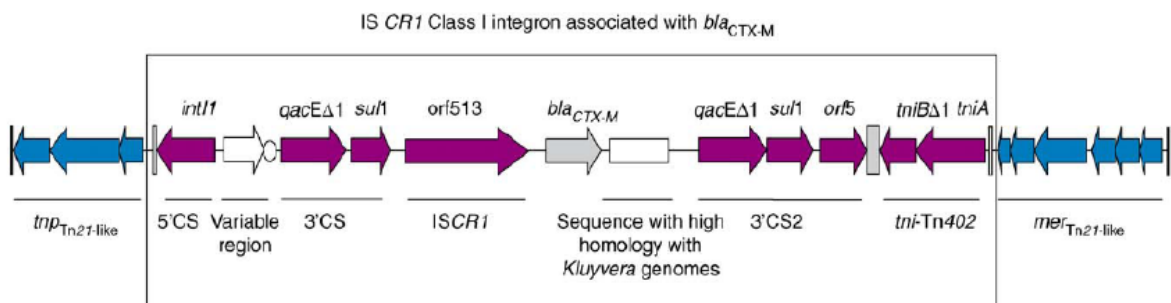 IS CR1 Class I integron associated with blaCTX-M
intI1 qacEΔ1 sul1 orf513 blaCTX-M qacEΔ1 sul1 orf5 tniBΔ1 tniA
tnpTn21-like 5'CS Variable 3'CS ISCR1 Sequence with high 3'CS2 tni-Tn402 merTn21-like
region homology with
Kluyvera genomes